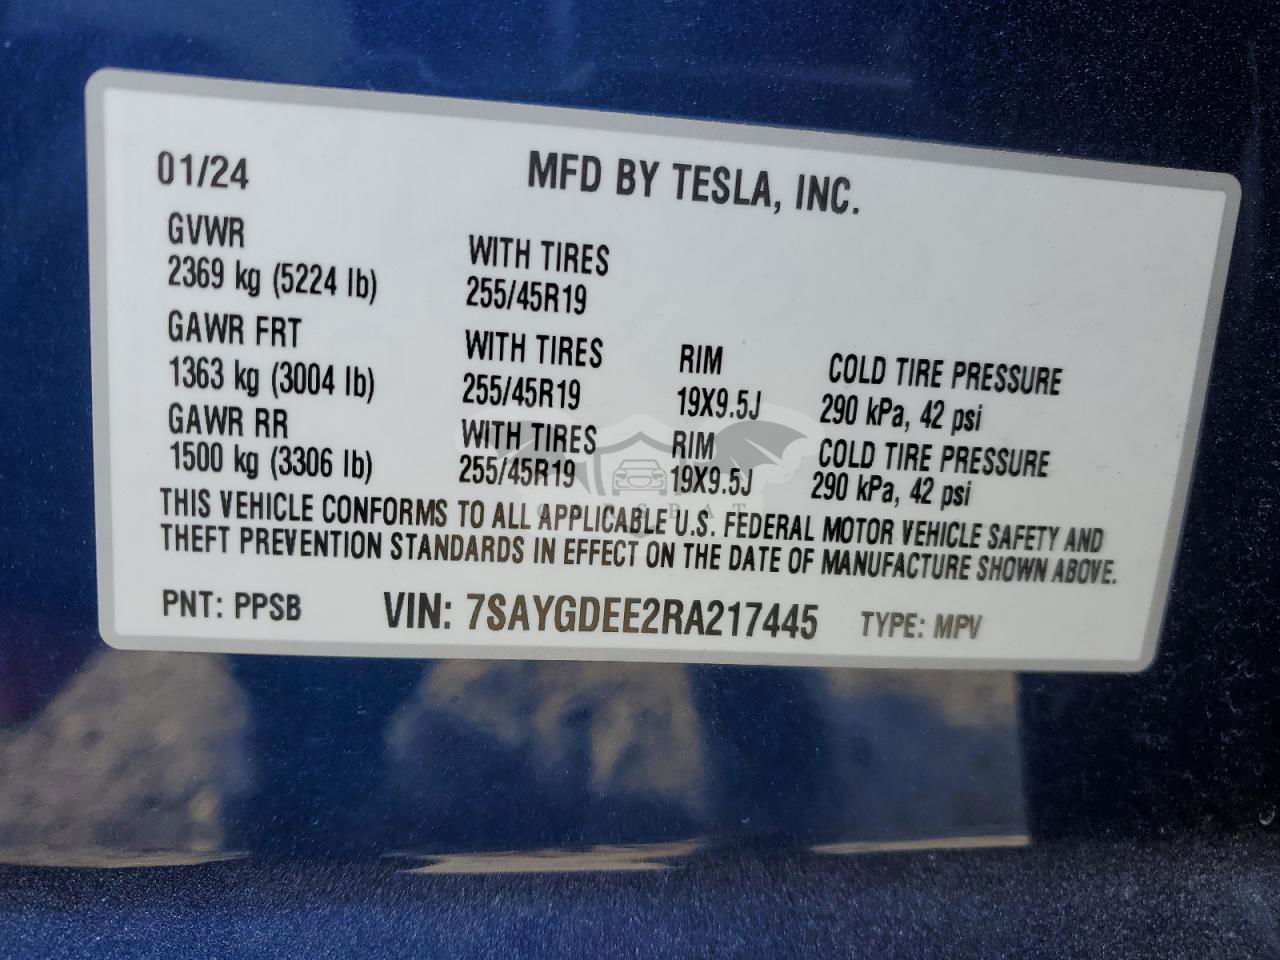 01/24 MFD BY TESLA, INC.
GVWR WITH TIRES
2369 kg (5224 lb) 255/45R19
GAWR FRT WITH TIRES RIM COLD TIRE PRESSURE
1363 kg (3004 lb) 255/45R19 19X9.5J 290 kPa, 42 psi
GAWR RR WITH TIRES RIM COLD TIRE PRESSURE
1500 kg (3306 lb) 255/45R19 19X9.5J 290 kPa, 42 psi
THIS VEHICLE CONFORMS TO ALL APPLICABLE U.S. FEDERAL MOTOR VEHICLE SAFETY AND
THEFT PREVENTION STANDARDS IN EFFECT ON THE DATE OF MANUFACTURE SHOWN ABOVE.
PNT: PPSB VIN: 7SAYGDEE2RA217445 TYPE: MPV